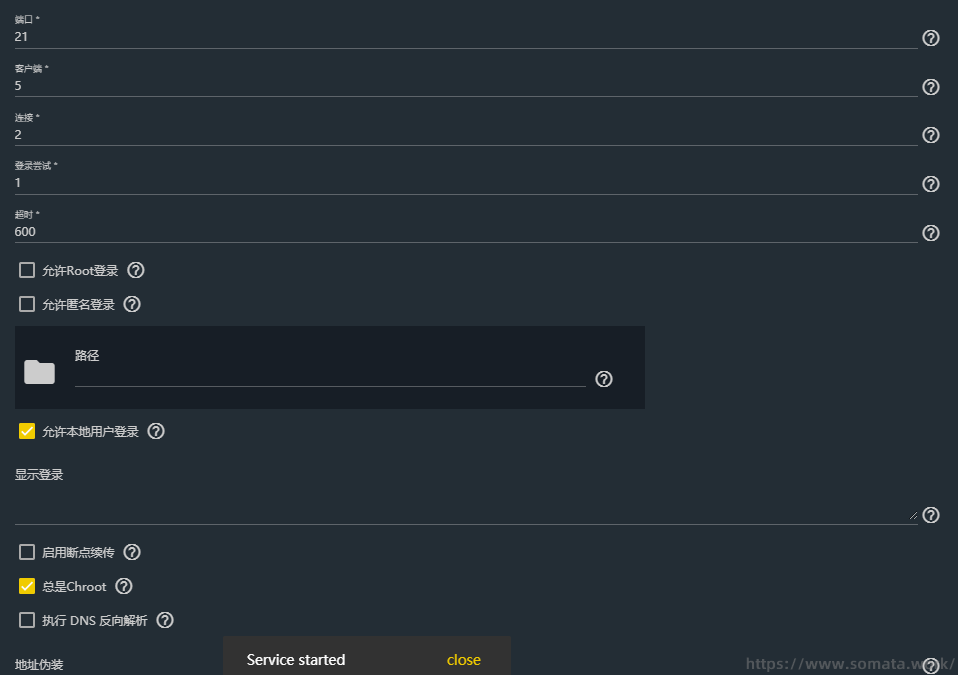 端口 *
21
客户端 *
5
连接 *
2
登录尝试 *
1
超时 *
600
允许Root登录
允许匿名登录
路径
允许本地用户登录
显示登录
启用断点续传
总是Chroot
执行 DNS 反向解析
地址伪装
Service started close
https://www.somata.work/